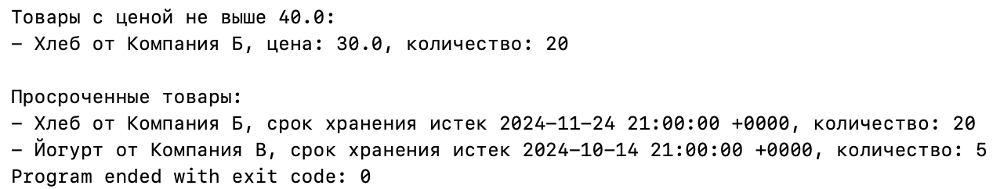 Товары с ценой не выше 40.0:
– Хлеб от Компания Б, цена: 30.0, количество: 20
Просроченные товары:
– Хлеб от Компания Б, срок хранения истек 2024–11–24 21:00:00 +0000, количество: 20
– Йогурт от Компания В, срок хранения истек 2024–10–14 21:00:00 +0000, количество: 5
Program ended with exit code: 0